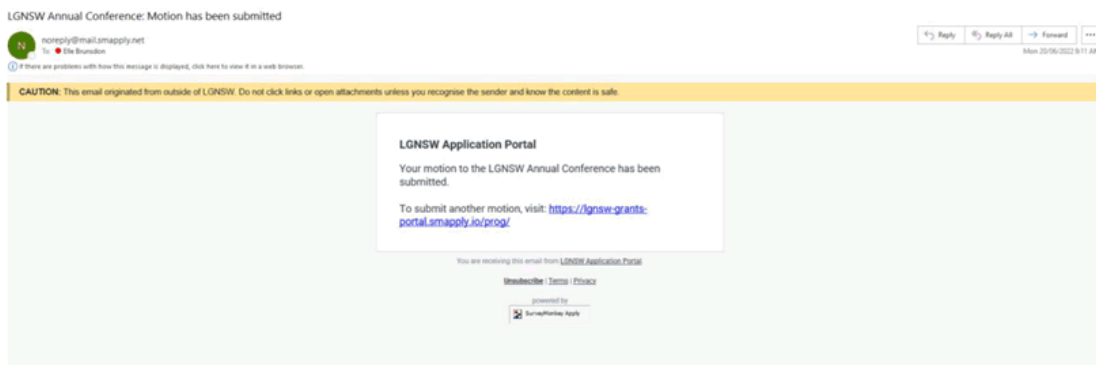 LGNSW Annual Conference: Motion has been submitted
Reply
Reply All
Forward
N
noreply@mail.smapply.net
To Elle Brunsdon
Mon 20/06/2022 9:11 AM
If there are problems with how this message is displayed, click here to view it in a web browser.
CAUTION: This email originated from outside of LGNSW. Do not click links or open attachments unless you recognise the sender and know the content is safe.
LGNSW Application Portal
Your motion to the LGNSW Annual Conference has been
submitted.
To submit another motion, visit: https://lgnsw-grants-
portal.smapply.io/prog/
You are receiving this email from LGNSW Application Portal
Unsubscribe | Terms | Privacy
powered by
SurveyMonkey Apply